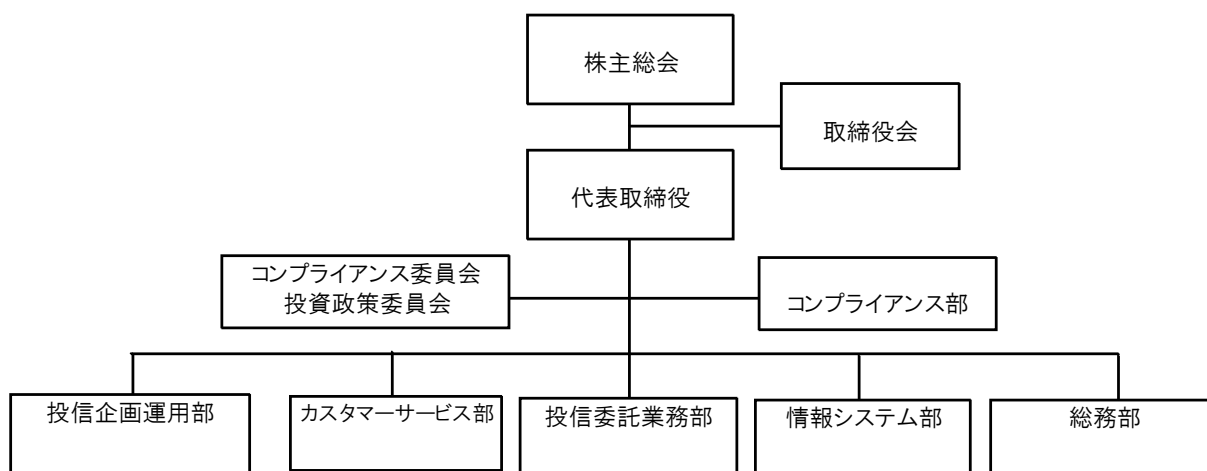 株主総会
取締役会
代表取締役
コンプライアンス委員会
投資政策委員会
コンプライアンス部
投信企画運用部
カスタマーサービス部
投信委託業務部
情報システム部
総務部